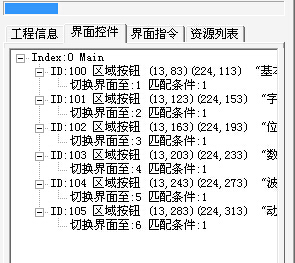 工程信息 界面控件 界面指令 资源列表
Index:0 Main
ID:100 区域按钮 (13,83)(224,113) "基本
切换界面至:1 匹配条件:1
ID:101 区域按钮 (13,123)(224,153) "字
切换界面至:2 匹配条件:1
ID:102 区域按钮 (13,163)(224,193) "位
切换界面至:3 匹配条件:1
ID:103 区域按钮 (13,203)(224,233) "数
切换界面至:4 匹配条件:1
ID:104 区域按钮 (13,243)(224,273) "波
切换界面至:5 匹配条件:1
ID:105 区域按钮 (13,283)(224,313) "动
切换界面至:6 匹配条件:1